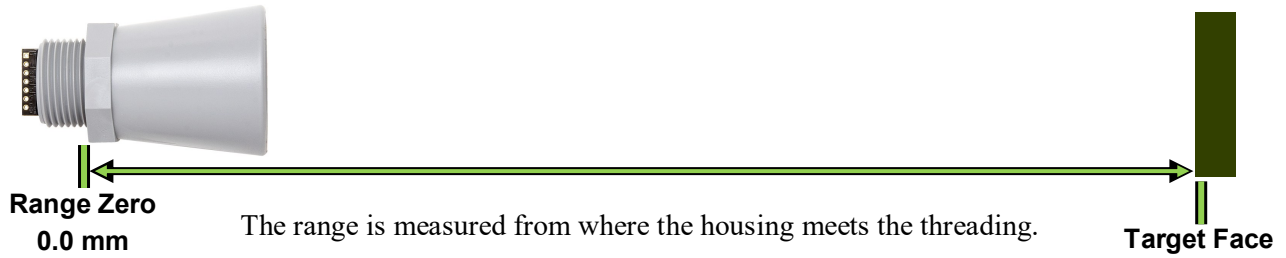 Range Zero
0.0 mm
The range is measured from where the housing meets the threading.
Target Face